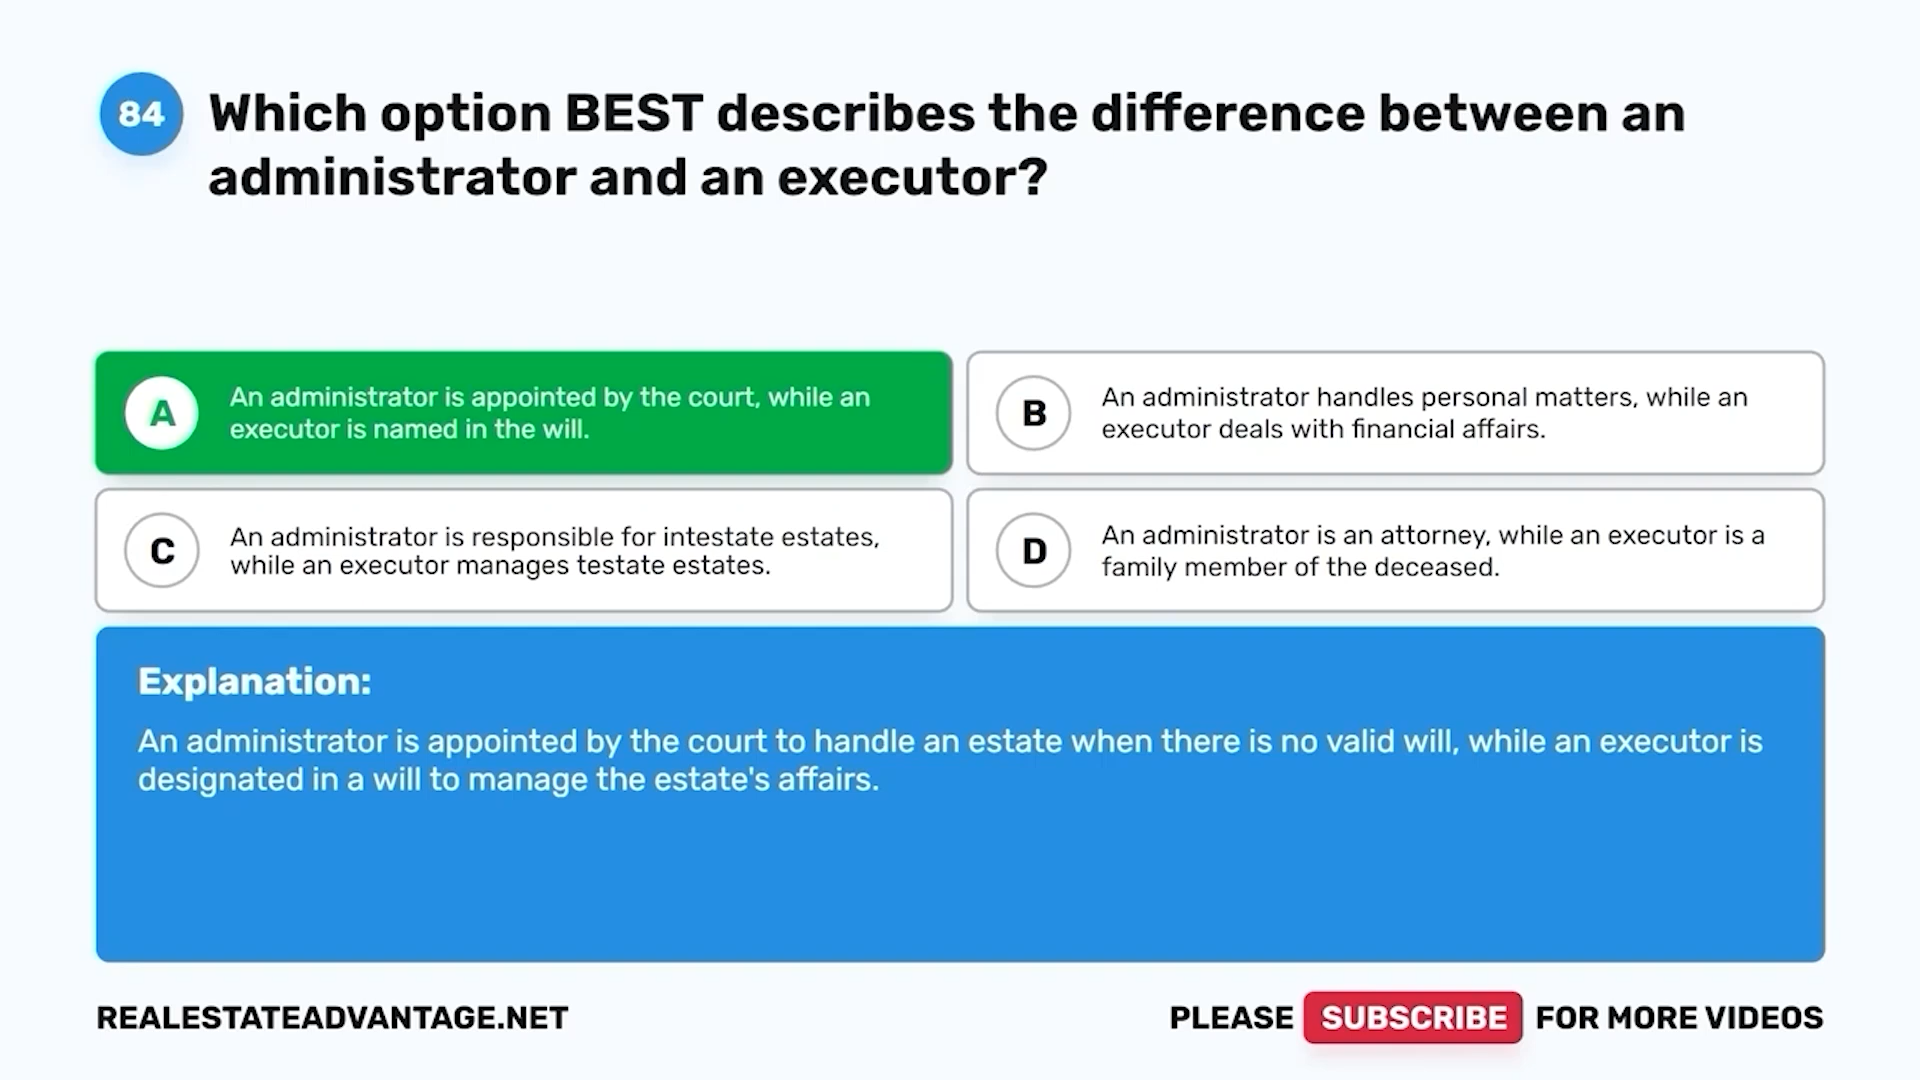 84
Which option BEST describes the difference between an
administrator and an executor?
A
An administrator is appointed by the court, while an
executor is named in the will.
B
An administrator handles personal matters, while an
executor deals with financial affairs.
C
An administrator is responsible for intestate estates,
while an executor manages testate estates.
D
An administrator is an attorney, while an executor is a
family member of the deceased.
Explanation:
An administrator is appointed by the court to handle an estate when there is no valid will, while an executor is
designated in a will to manage the estate's affairs.
REALESTATEADVANTAGE.NET
PLEASE SUBSCRIBE FOR MORE VIDEOS